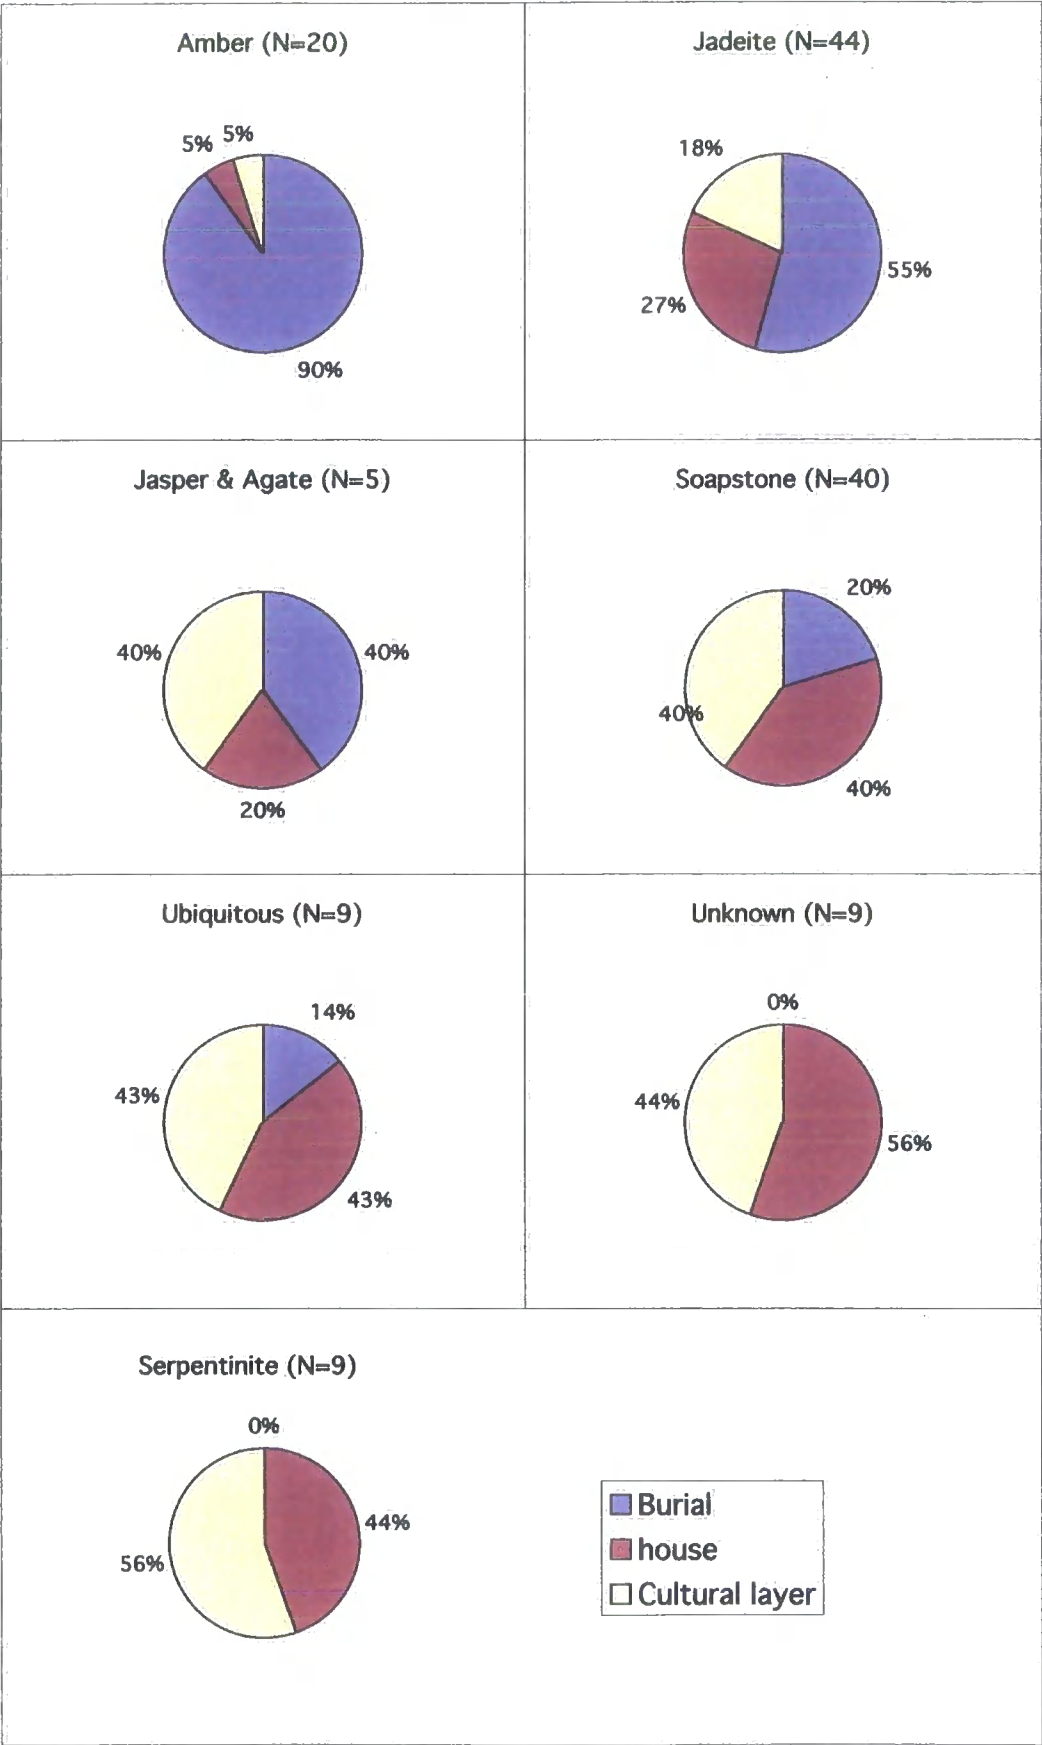 Amber (N=20)
5%
5%
90%
Jadeite (N=44)
18%
55%
27%
Jasper & Agate (N=5)
40%
40%
20%
Soapstone (N=40)
20%
40%
40%
Ubiquitous (N=9)
14%
43%
43%
Unknown (N=9)
0%
44%
56%
Serpentinite (N=9)
0%
44%
56%
Burial
house
Cultural layer